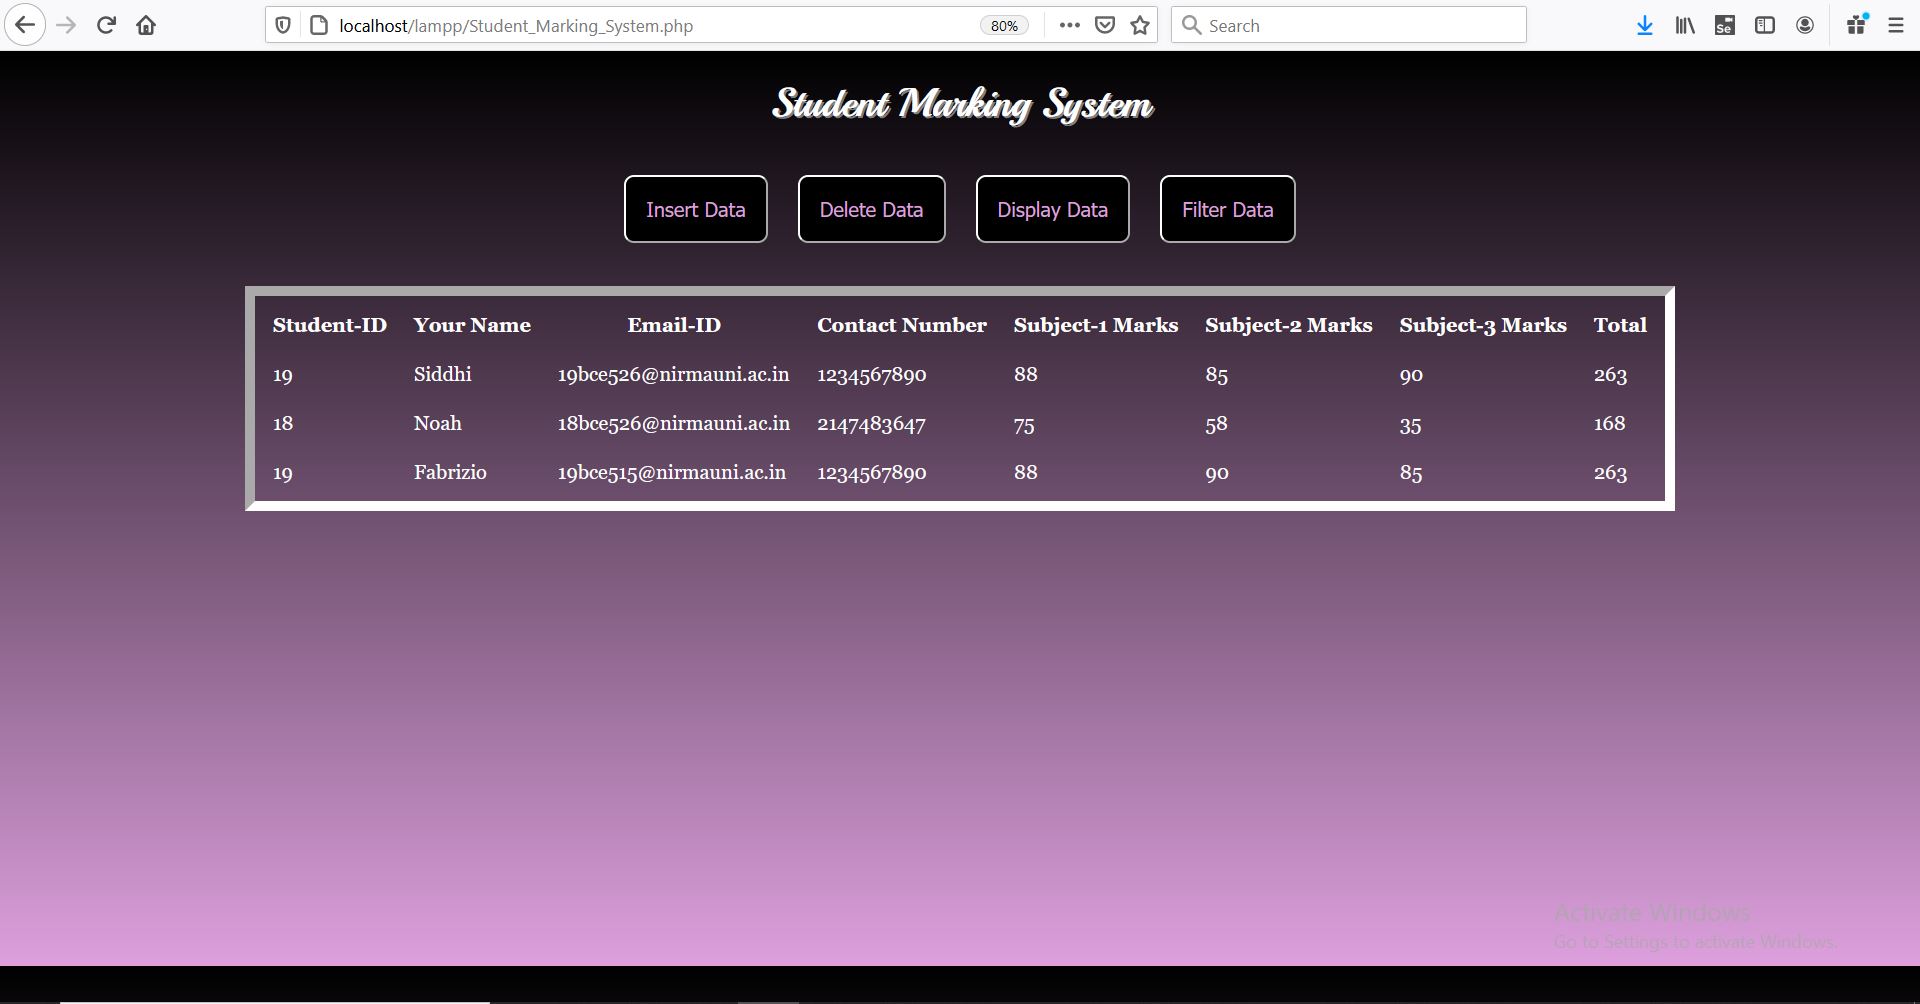 localhost/lampp/Student_Marking_System.php 80% Search Se
Student Marking System
Insert Data Delete Data Display Data Filter Data
Student-ID Your Name Email-ID Contact Number Subject-1 Marks Subject-2 Marks Subject-3 Marks Total
19 Siddhi 19bce526@nirmauni.ac.in 1234567890 88 85 90 263
18 Noah 18bce526@nirmauni.ac.in 2147483647 75 58 35 168
19 Fabrizio 19bce515@nirmauni.ac.in 1234567890 88 90 85 263
Activate Windows
Go to Settings to activate Windows.